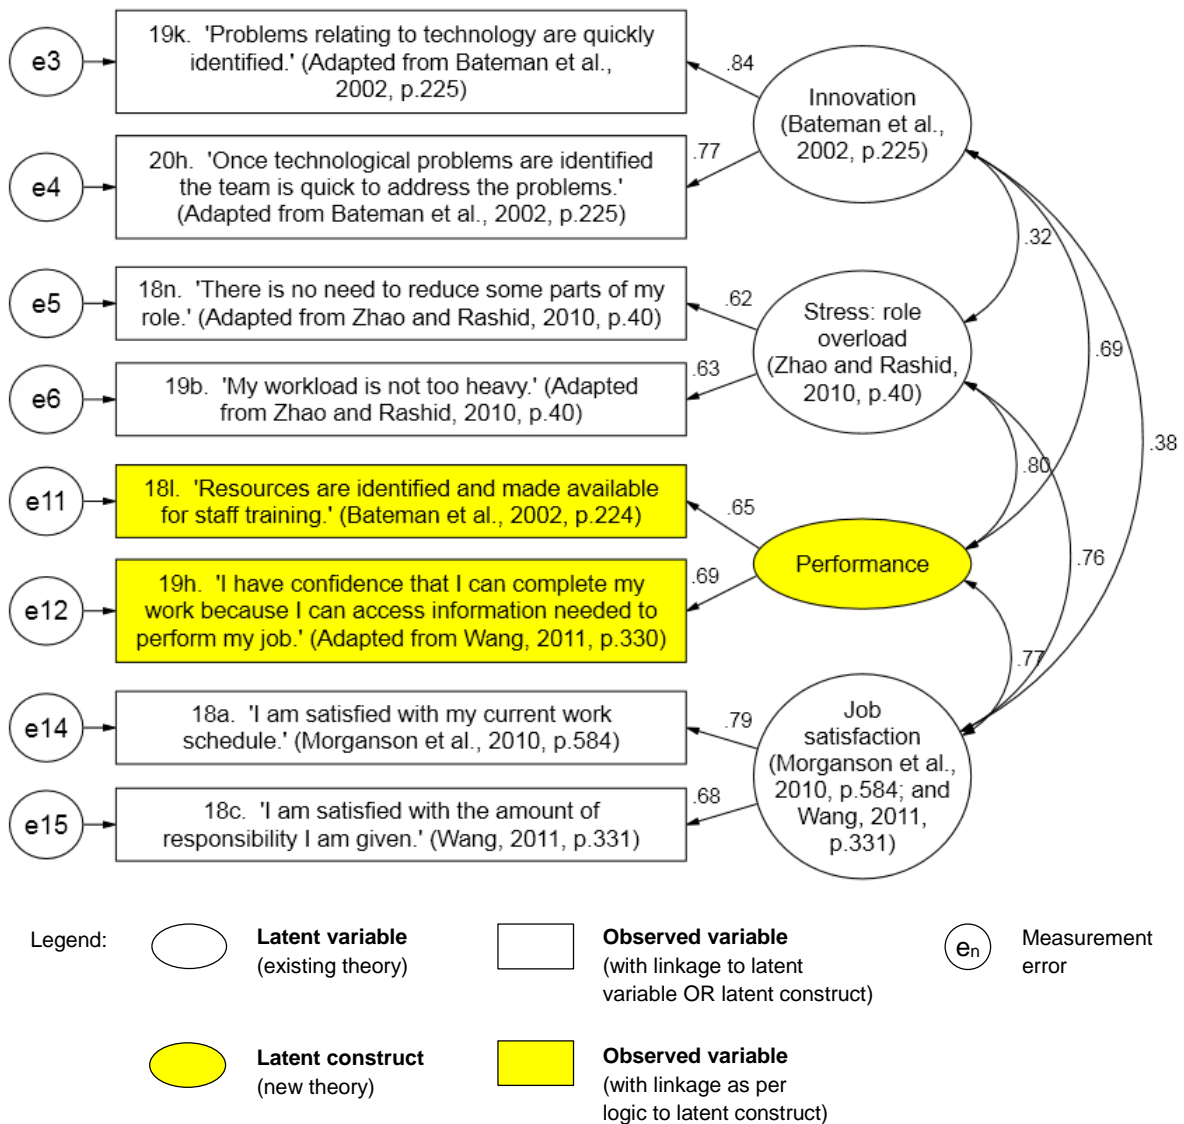 e3
19k. 'Problems relating to technology are quickly
identified.' (Adapted from Bateman et al.,
2002, p.225)
.84
Innovation
(Bateman et al.,
2002, p.225)
e4
20h. 'Once technological problems are identified
the team is quick to address the problems.'
(Adapted from Bateman et al., 2002, p.225)
.77
.32
e5
18n. 'There is no need to reduce some parts of my
role.' (Adapted from Zhao and Rashid, 2010, p.40)
.62
Stress: role
overload
(Zhao and Rashid,
2010, p.40)
.69
e6
19b. 'My workload is not too heavy.' (Adapted
from Zhao and Rashid, 2010, p.40)
.63
.38
.80
e11
18l. 'Resources are identified and made available
for staff training.' (Bateman et al., 2002, p.224)
.65
Performance
.76
e12
19h. 'I have confidence that I can complete my
work because I can access information needed to
perform my job.' (Adapted from Wang, 2011, p.330)
.69
.77
e14
18a. 'I am satisfied with my current work
schedule.' (Morganson et al., 2010, p.584)
.79
Job
satisfaction
(Morganson et al.,
2010, p.584; and
Wang, 2011,
p.331)
e15
18c. 'I am satisfied with the amount of
responsibility I am given.' (Wang, 2011, p.331)
.68
Legend:
Latent variable
(existing theory)
Observed variable
(with linkage to latent
variable OR latent construct)
en
Measurement
error
Latent construct
(new theory)
Observed variable
(with linkage as per
logic to latent construct)